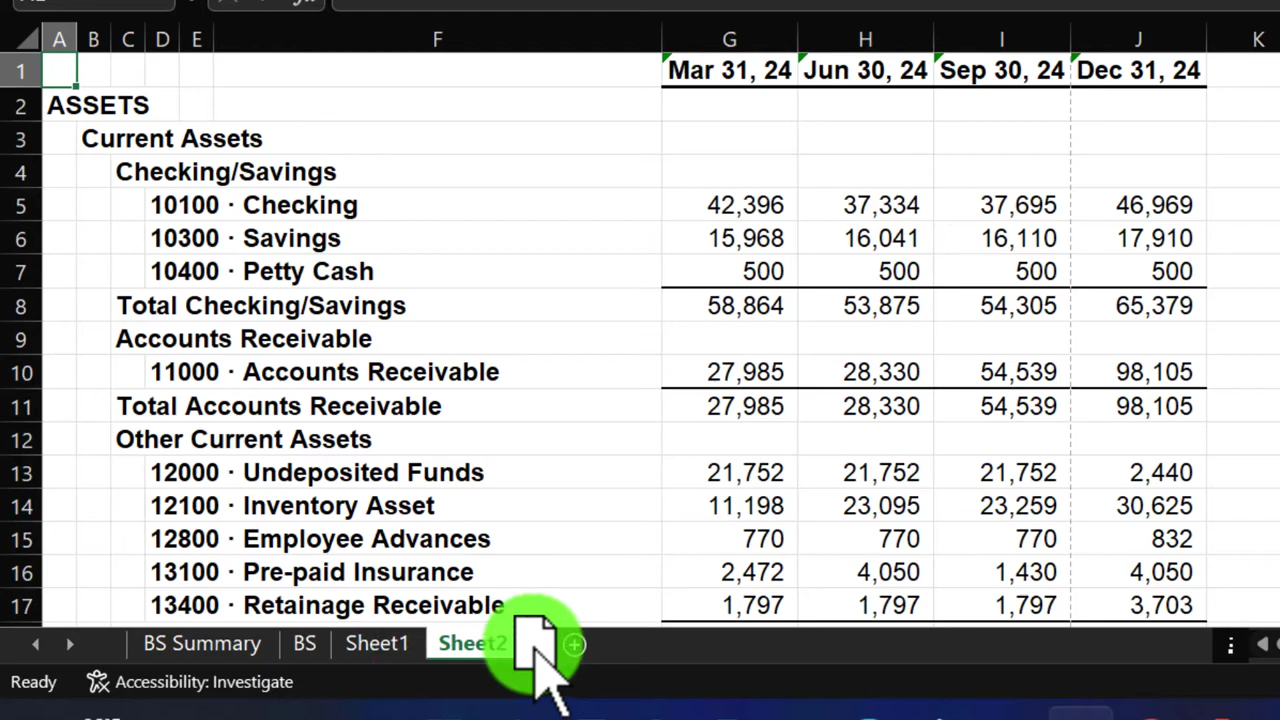 A B C D E F G H I J K
1 Mar 31, 24 Jun 30, 24 Sep 30, 24 Dec 31, 24
2 ASSETS
3 Current Assets
4 Checking/Savings
5 10100 · Checking 42,396 37,334 37,695 46,969
6 10300 · Savings 15,968 16,041 16,110 17,910
7 10400 · Petty Cash 500 500 500 500
8 Total Checking/Savings 58,864 53,875 54,305 65,379
9 Accounts Receivable
10 11000 · Accounts Receivable 27,985 28,330 54,539 98,105
11 Total Accounts Receivable 27,985 28,330 54,539 98,105
12 Other Current Assets
13 12000 · Undeposited Funds 21,752 21,752 21,752 2,440
14 12100 · Inventory Asset 11,198 23,095 23,259 30,625
15 12800 · Employee Advances 770 770 770 832
16 13100 · Pre-paid Insurance 2,472 4,050 1,430 4,050
17 13400 · Retainage Receivable 1,797 1,797 1,797 3,703
BS Summary BS Sheet1 Sheet2
Ready Accessibility: Investigate